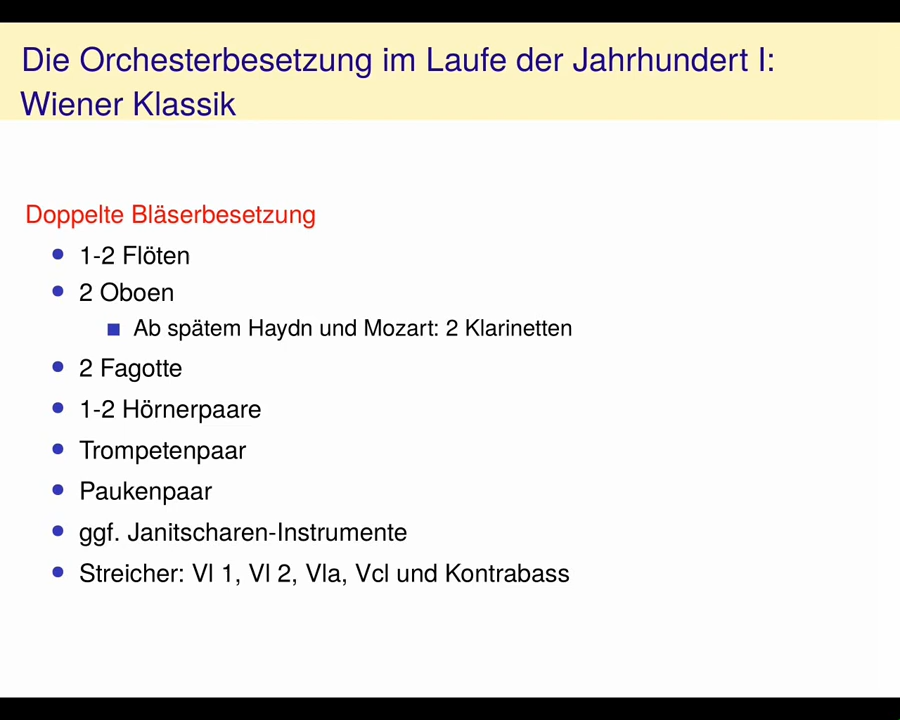 Die Orchesterbesetzung im Laufe der Jahrhundert I:
Wiener Klassik
Doppelte Bläserbesetzung
1-2 Flöten
2 Oboen
Ab spätem Haydn und Mozart: 2 Klarinetten
2 Fagotte
1-2 Hörnerpaare
Trompetenpaar
Paukenpaar
ggf. Janitscharen-Instrumente
Streicher: Vl 1, Vl 2, Vla, Vcl und Kontrabass